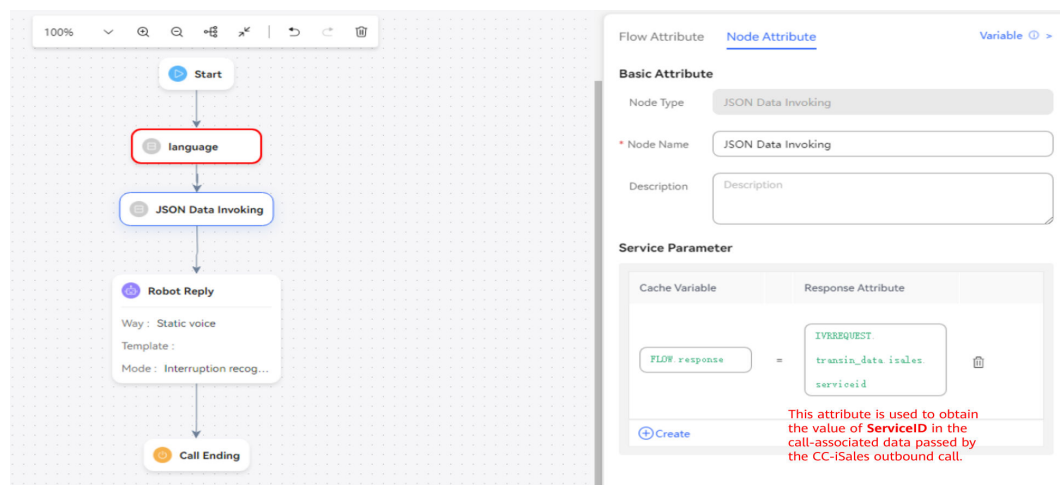 100%
Start
language
JSON Data Invoking
Robot Reply
Way : Static voice
Template :
Mode : Interruption recog...
Call Ending
Flow Attribute
Node Attribute
Variable ⓘ >
Basic Attribute
Node Type
JSON Data Invoking
* Node Name
JSON Data Invoking
Description
Description
Service Parameter
Cache Variable
Response Attribute
FLOW.response
=
IVRREQUEST.
transin_data.isales.
serviceid
Create
This attribute is used to obtain
the value of ServiceID in the
call-associated data passed by
the CC-iSales outbound call.